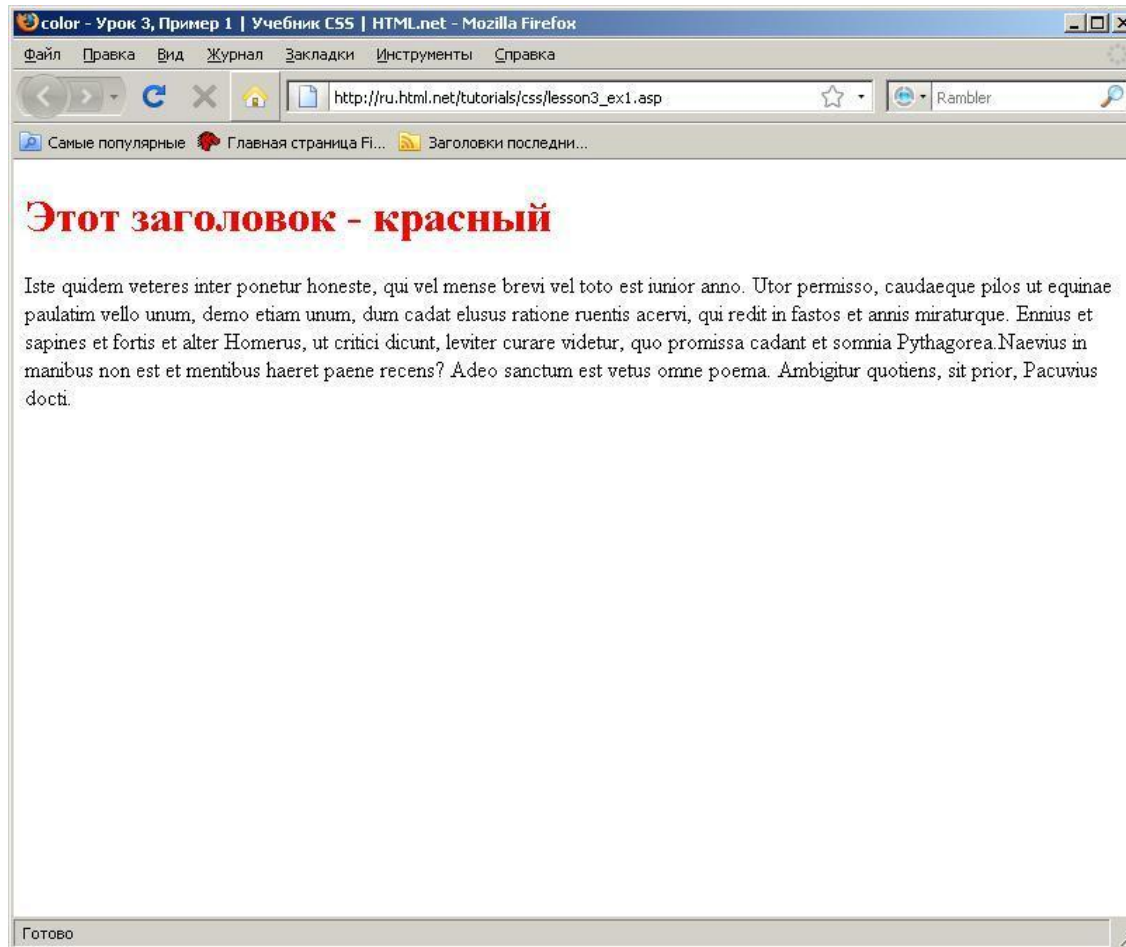 color - Урок 3, Пример 1 | Учебник CSS | HTML.net - Mozilla Firefox
Файл Правка Вид Журнал Закладки Инструменты Справка
http://ru.html.net/tutorials/css/lesson3_ex1.asp Rambler
Самые популярные Главная страница Fi... Заголовки последни...
Этот заголовок - красный
Iste quidem veteres inter ponetur honeste, qui vel mense brevi vel toto est iunior anno. Utor permisso, caudaeque pilos ut equinae
paulatim vello unum, demo etiam unum, dum cadat elusus ratione ruentis acervi, qui redit in fastos et annis miraturque. Ennius et
sapines et fortis et alter Homerus, ut critici dicunt, leviter curare videtur, quo promissa cadant et somnia Pythagorea.Naevius in
manibus non est et mentibus haeret paene recens? Adeo sanctum est vetus omne poema. Ambigitur quotiens, sit prior, Pacuvius
docti.
Готово